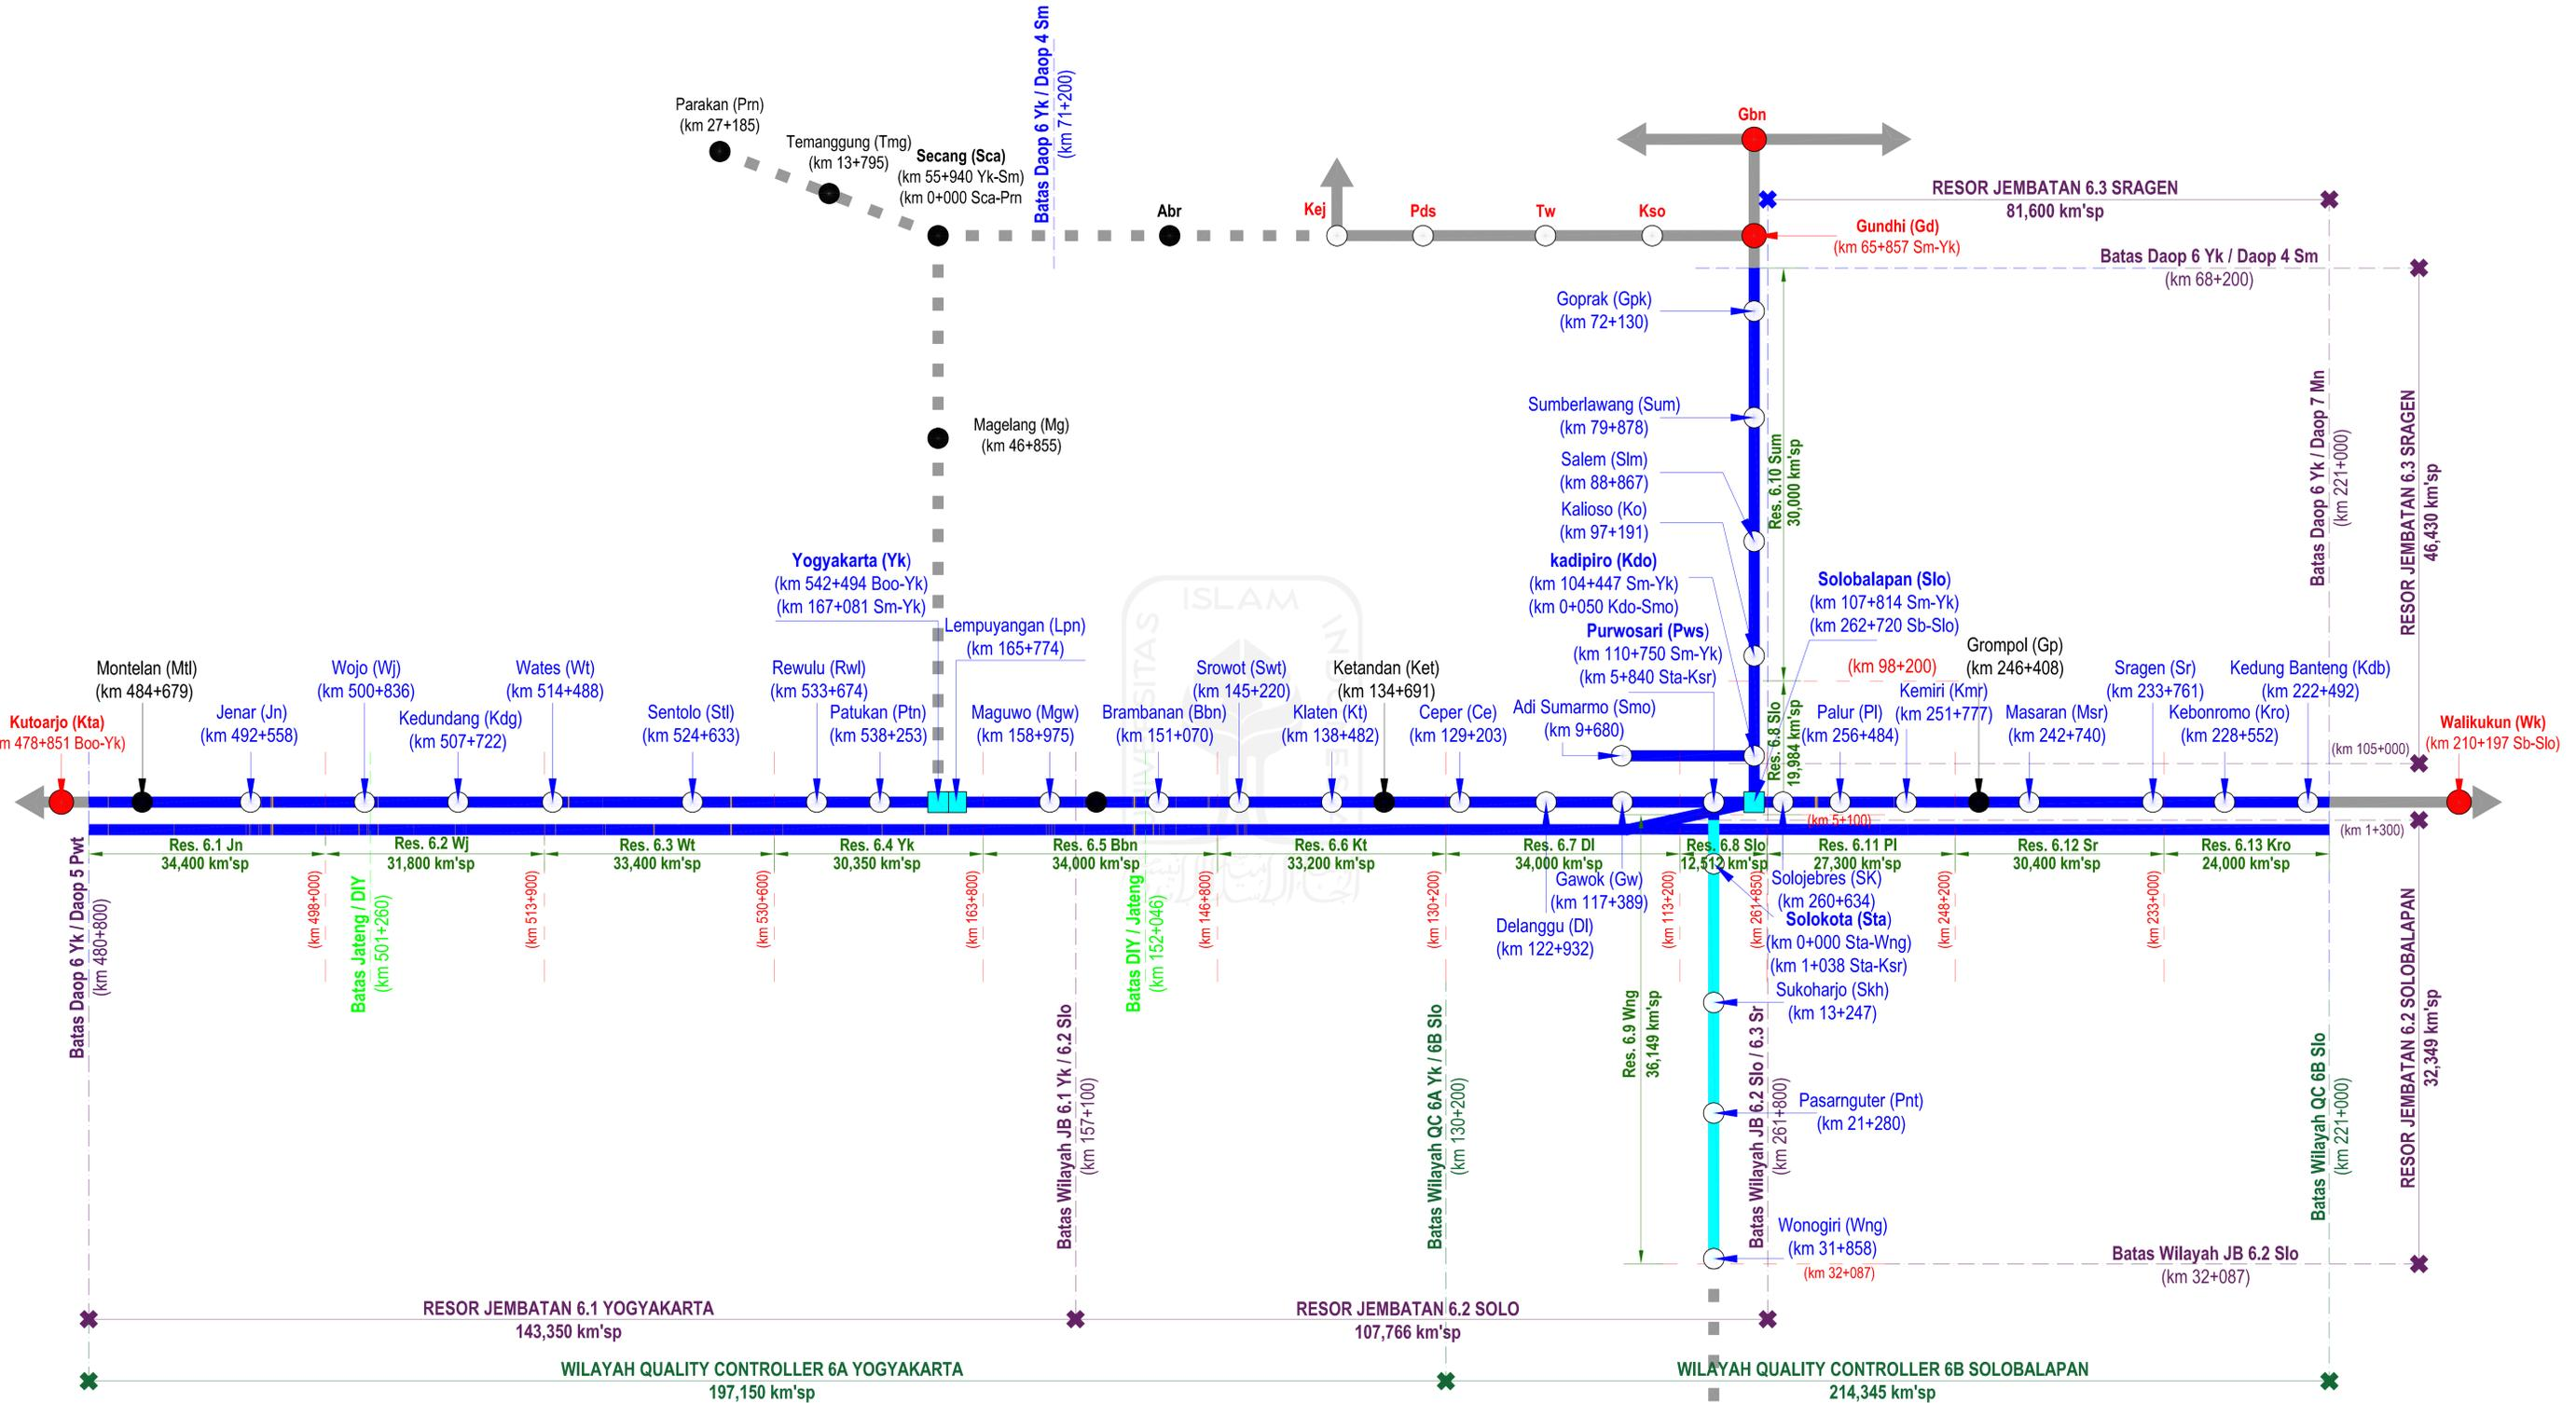 Batas Daop 6 Yk / Daop 4 Sm
(km 71+200)
Parakan (Prn)
(km 27+185)
Temanggung (Tmg)
(km 13+795)
Secang (Sca)
(km 55+940 Yk-Sm)
(km 0+000 Sca-Prn
Abr
Kej
Pds
Tw
Kso
Gbn
Gundhi (Gd)
(km 65+857 Sm-Yk)
RESOR JEMBATAN 6.3 SRAGEN
81,600 km'sp
Batas Daop 6 Yk / Daop 4 Sm
(km 68+200)
Goprak (Gpk)
(km 72+130)
Sumberlawang (Sum)
(km 79+878)
Salem (Slm)
(km 88+867)
Kalioso (Ko)
(km 97+191)
kadipiro (Kdo)
(km 104+447 Sm-Yk)
(km 0+050 Kdo-Smo)
Purwosari (Pws)
(km 110+750 Sm-Yk)
(km 5+840 Sta-Ksr)
Adi Sumarmo (Smo)
(km 9+680)
Res. 6.10 Sum
30,000 km'sp
Res. 6.8 Slo
19,984 km'sp
Magelang (Mg)
(km 46+855)
Batas Daop 6 Yk / Daop 7 Mn
(km 221+000)
RESOR JEMBATAN 6.3 SRAGEN
46,430 km'sp
Yogyakarta (Yk)
(km 542+494 Boo-Yk)
(km 167+081 Sm-Yk)
Lempuyangan (Lpn)
(km 165+774)
Solobalapan (Slo)
(km 107+814 Sm-Yk)
(km 262+720 Sb-Slo)
(km 98+200)
Kutoarjo (Kta)
m 478+851 Boo-Yk)
Montelan (Mtl)
(km 484+679)
Jenar (Jn)
(km 492+558)
Wojo (Wj)
(km 500+836)
Kedundang (Kdg)
(km 507+722)
Wates (Wt)
(km 514+488)
Sentolo (Stl)
(km 524+633)
Rewulu (Rwl)
(km 533+674)
Patukan (Ptn)
(km 538+253)
Maguwo (Mgw)
(km 158+975)
Brambanan (Bbn)
(km 151+070)
Srowot (Swt)
(km 145+220)
Klaten (Kt)
(km 138+482)
Ketandan (Ket)
(km 134+691)
Ceper (Ce)
(km 129+203)
Palur (Pl)
(km 256+484)
Kemiri (Kmr)
(km 251+777)
Grompol (Gp)
(km 246+408)
Masaran (Msr)
(km 242+740)
Sragen (Sr)
(km 233+761)
Kebonromo (Kro)
(km 228+552)
Kedung Banteng (Kdb)
(km 222+492)
Walikukun (Wk)
(km 210+197 Sb-Slo)
(km 105+000)
(km 5+100)
(km 1+300)
UNIVERSITAS
ISLAM
INDONESIA
Res. 6.1 Jn
34,400 km'sp
Res. 6.2 Wj
31,800 km'sp
Res. 6.3 Wt
33,400 km'sp
Res. 6.4 Yk
30,350 km'sp
Res. 6.5 Bbn
34,000 km'sp
Res. 6.6 Kt
33,200 km'sp
Res. 6.7 Dl
34,000 km'sp
Res. 6.8 Slo
12,512 km'sp
Res. 6.11 Pl
27,300 km'sp
Res. 6.12 Sr
30,400 km'sp
Res. 6.13 Kro
24,000 km'sp
Batas Daop 6 Yk / Daop 5 Pwt
(km 480+800)
(km 498+000)
Batas Jateng / DIY
(km 501+260)
(km 513+900)
(km 530+600)
(km 163+800)
Batas DIY / Jateng
(km 152+046)
(km 146+800)
(km 130+200)
(km 113+200)
(km 261+850)
(km 248+200)
(km 233+000)
Gawok (Gw)
(km 117+389)
Delanggu (Dl)
(km 122+932)
Solojebres (SK)
(km 260+634)
Solokota (Sta)
(km 0+000 Sta-Wng)
(km 1+038 Sta-Ksr)
Sukoharjo (Skh)
(km 13+247)
Pasarnguter (Pnt)
(km 21+280)
Wonogiri (Wng)
(km 31+858)
(km 32+087)
Res. 6.9 Wng
36,149 km'sp
Batas Wilayah JB 6.1 Yk / 6.2 Slo
(km 157+100)
Batas Wilayah QC 6A Yk / 6B Slo
(km 130+200)
Batas Wilayah JB 6.2 Slo / 6.3 Sr
(km 261+800)
Batas Wilayah QC 6B Slo
(km 221+000)
RESOR JEMBATAN 6.2 SOLOBALAPAN
32,349 km'sp
Batas Wilayah JB 6.2 Slo
(km 32+087)
RESOR JEMBATAN 6.1 YOGYAKARTA
143,350 km'sp
RESOR JEMBATAN 6.2 SOLO
107,766 km'sp
WILAYAH QUALITY CONTROLLER 6A YOGYAKARTA
197,150 km'sp
WILAYAH QUALITY CONTROLLER 6B SOLOBALAPAN
214,345 km'sp